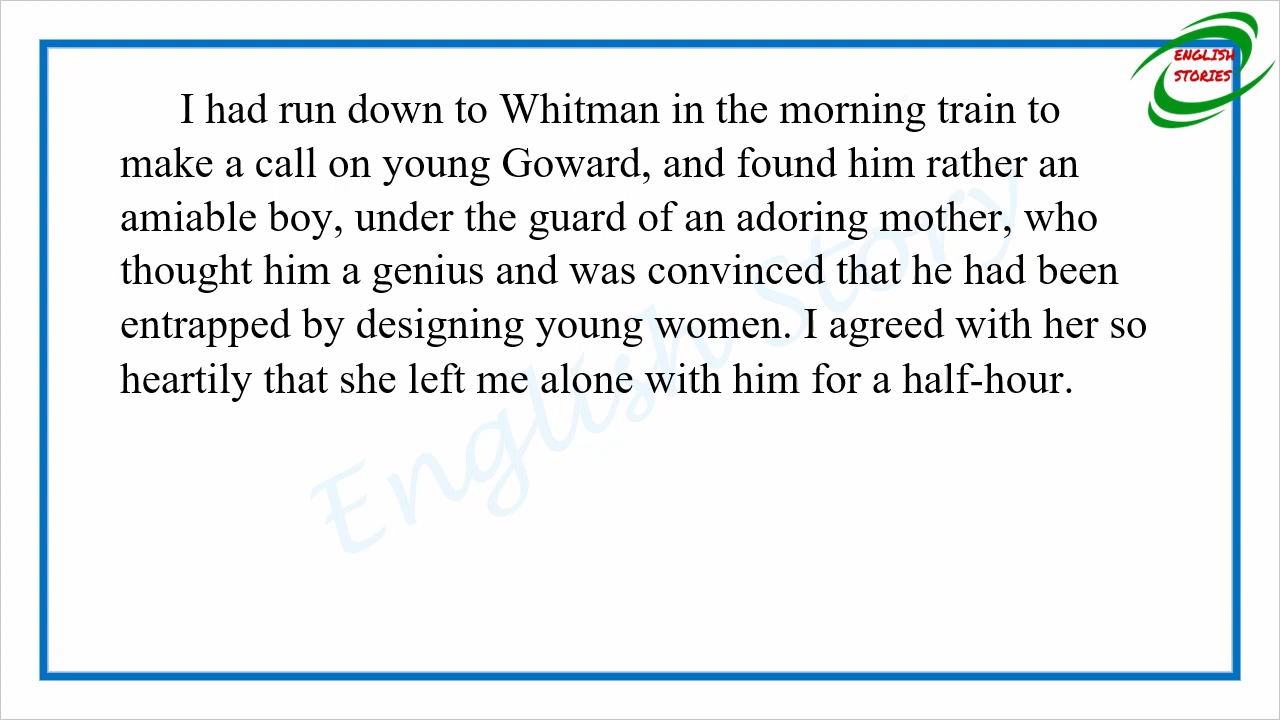 ENGLISH
STORIES
I had run down to Whitman in the morning train to
make a call on young Goward, and found him rather an
amiable boy, under the guard of an adoring mother, who
thought him a genius and was convinced that he had been
entrapped by designing young women. I agreed with her so
heartily that she left me alone with him for a half-hour.
English Story